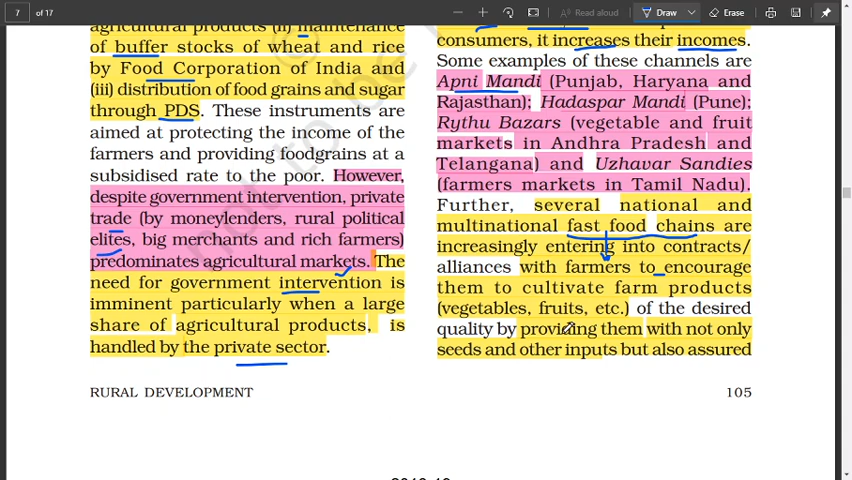 7 of 17
Read aloud
Draw
Erase
agricultural products (ii) maintenance
of buffer stocks of wheat and rice
by Food Corporation of India and
(iii) distribution of food grains and sugar
through PDS. These instruments are
aimed at protecting the income of the
farmers and providing foodgrains at a
subsidised rate to the poor. However,
despite government intervention, private
trade (by moneylenders, rural political
elites, big merchants and rich farmers)
predominates agricultural markets. The
need for government intervention is
imminent particularly when a large
share of agricultural products, is
handled by the private sector.
consumers, it increases their incomes.
Some examples of these channels are
Apni Mandi (Punjab, Haryana and
Rajasthan); Hadaspar Mandi (Pune);
Rythu Bazars (vegetable and fruit
markets in Andhra Pradesh and
Telangana) and Uzhavar Sandies
(farmers markets in Tamil Nadu).
Further, several national and
multinational fast food chains are
increasingly entering into contracts/
alliances with farmers to encourage
them to cultivate farm products
(vegetables, fruits, etc.) of the desired
quality by providing them with not only
seeds and other inputs but also assured
RURAL DEVELOPMENT
105
not to be